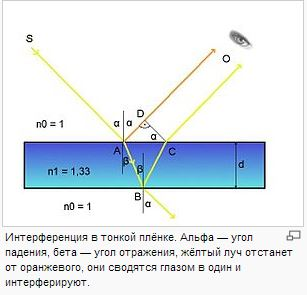 S
O
D
α α α
n0 = 1
A
C
β
n1 = 1,33
β
d
B
n0 = 1
α
Интерференция в тонкой плёнке. Альфа — угол
падения, бета — угол отражения, жёлтый луч отстанет
от оранжевого, они сводятся глазом в один и
интерферируют.